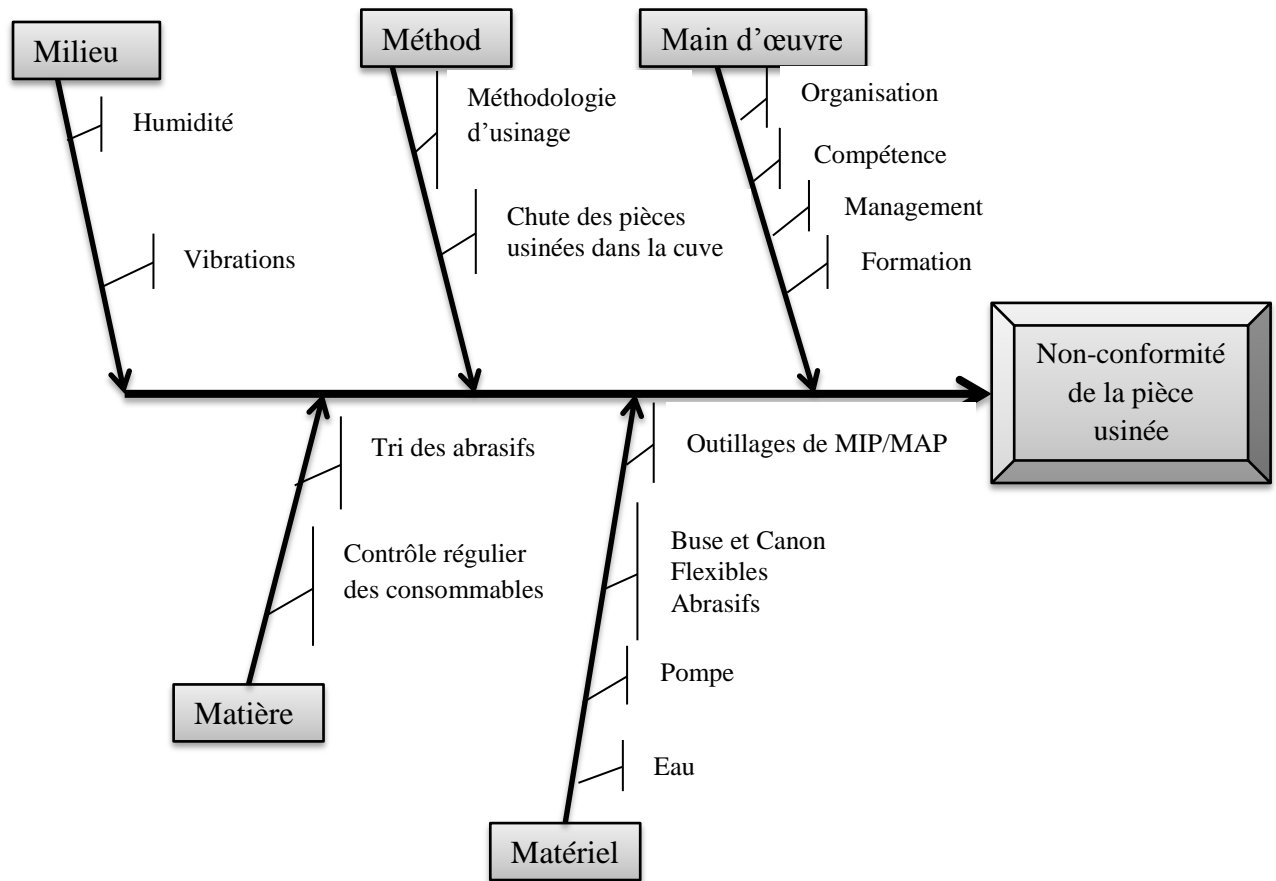 Milieu
Méthod
Main d’œuvre
Humidité
Vibrations
Méthodologie
d’usinage
Chute des pièces
usinées dans la cuve
Organisation
Compétence
Management
Formation
Non-conformité
de la pièce
usinée
Tri des abrasifs
Contrôle régulier
des consommables
Matière
Outillages de MIP/MAP
Buse et Canon
Flexibles
Abrasifs
Pompe
Eau
Matériel